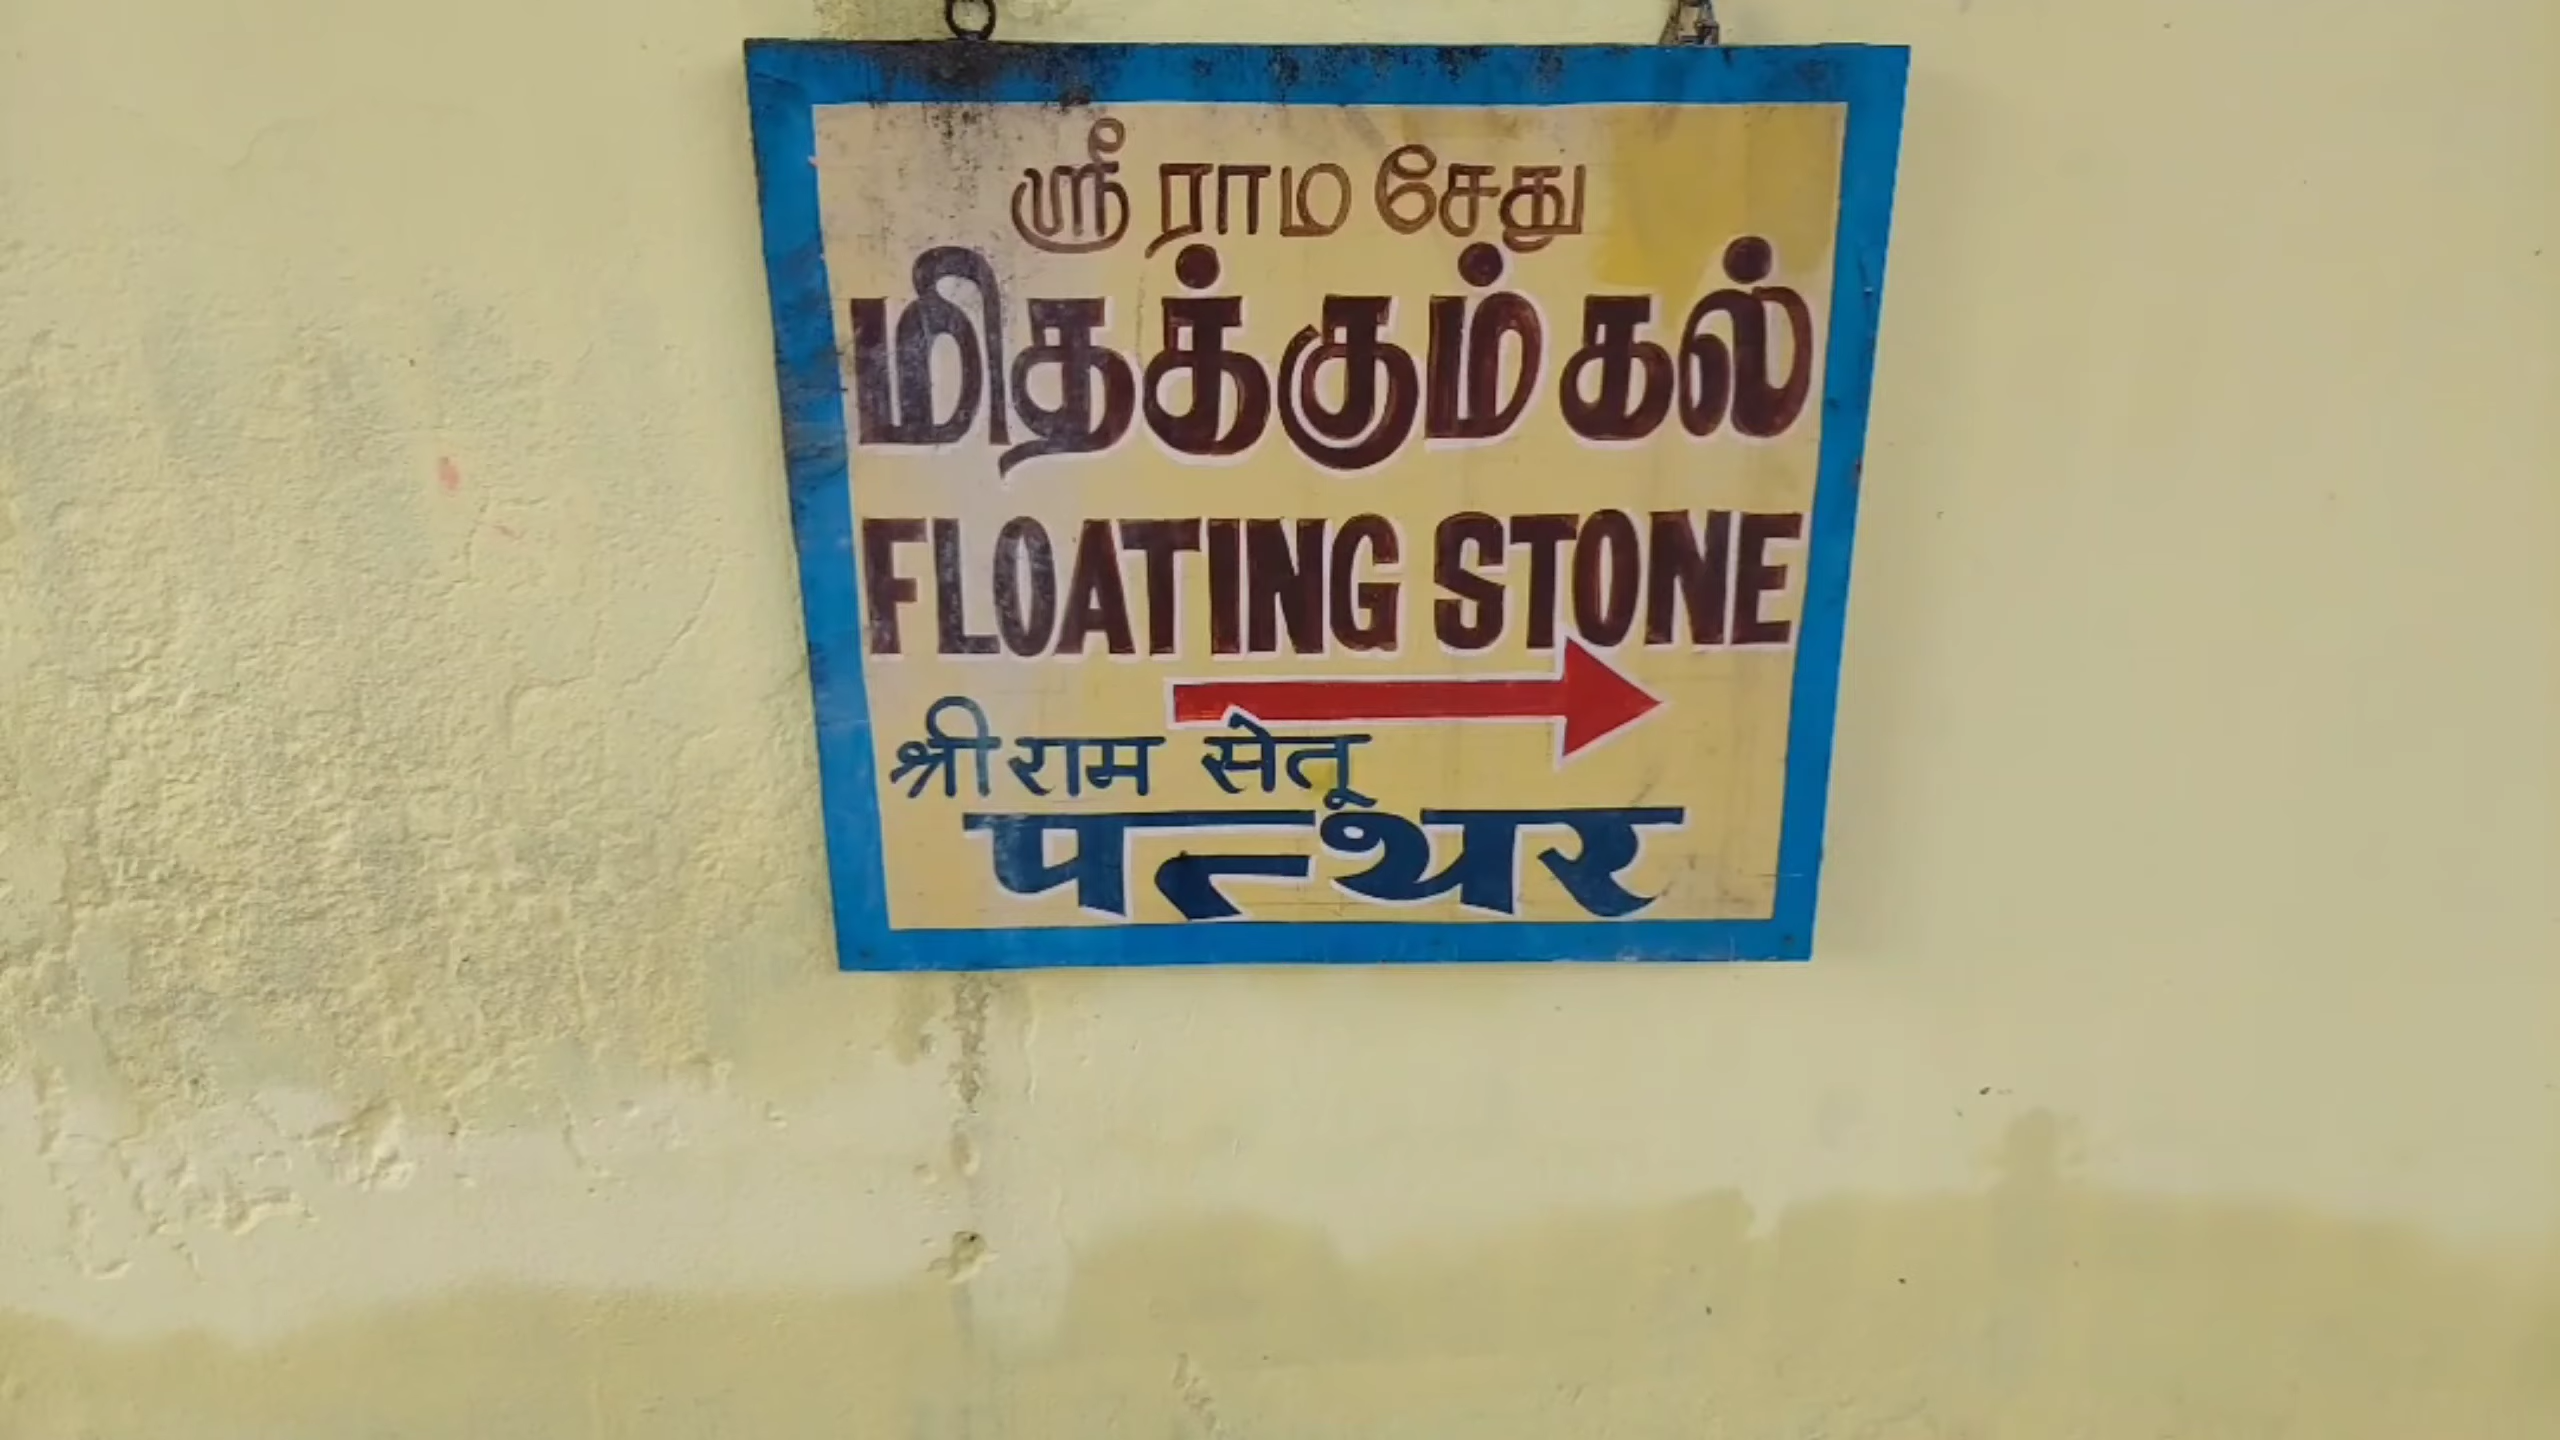 ஸ்ரீ ராம சேது
மிதக்கும் கல்
FLOATING STONE
श्री राम सेतू
पत्थर